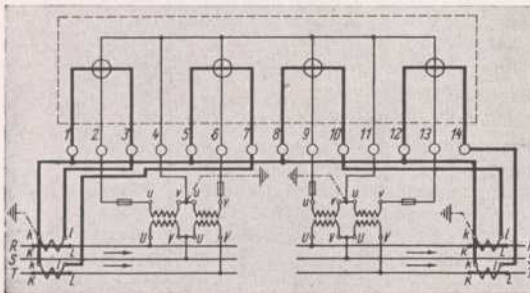 1 2 3 4 5 6 7 8 9 10 11 12 13 14
u v u v u v u v
U V U V U V U V
k l k l
R K L K L
S k l k l
T K L K L